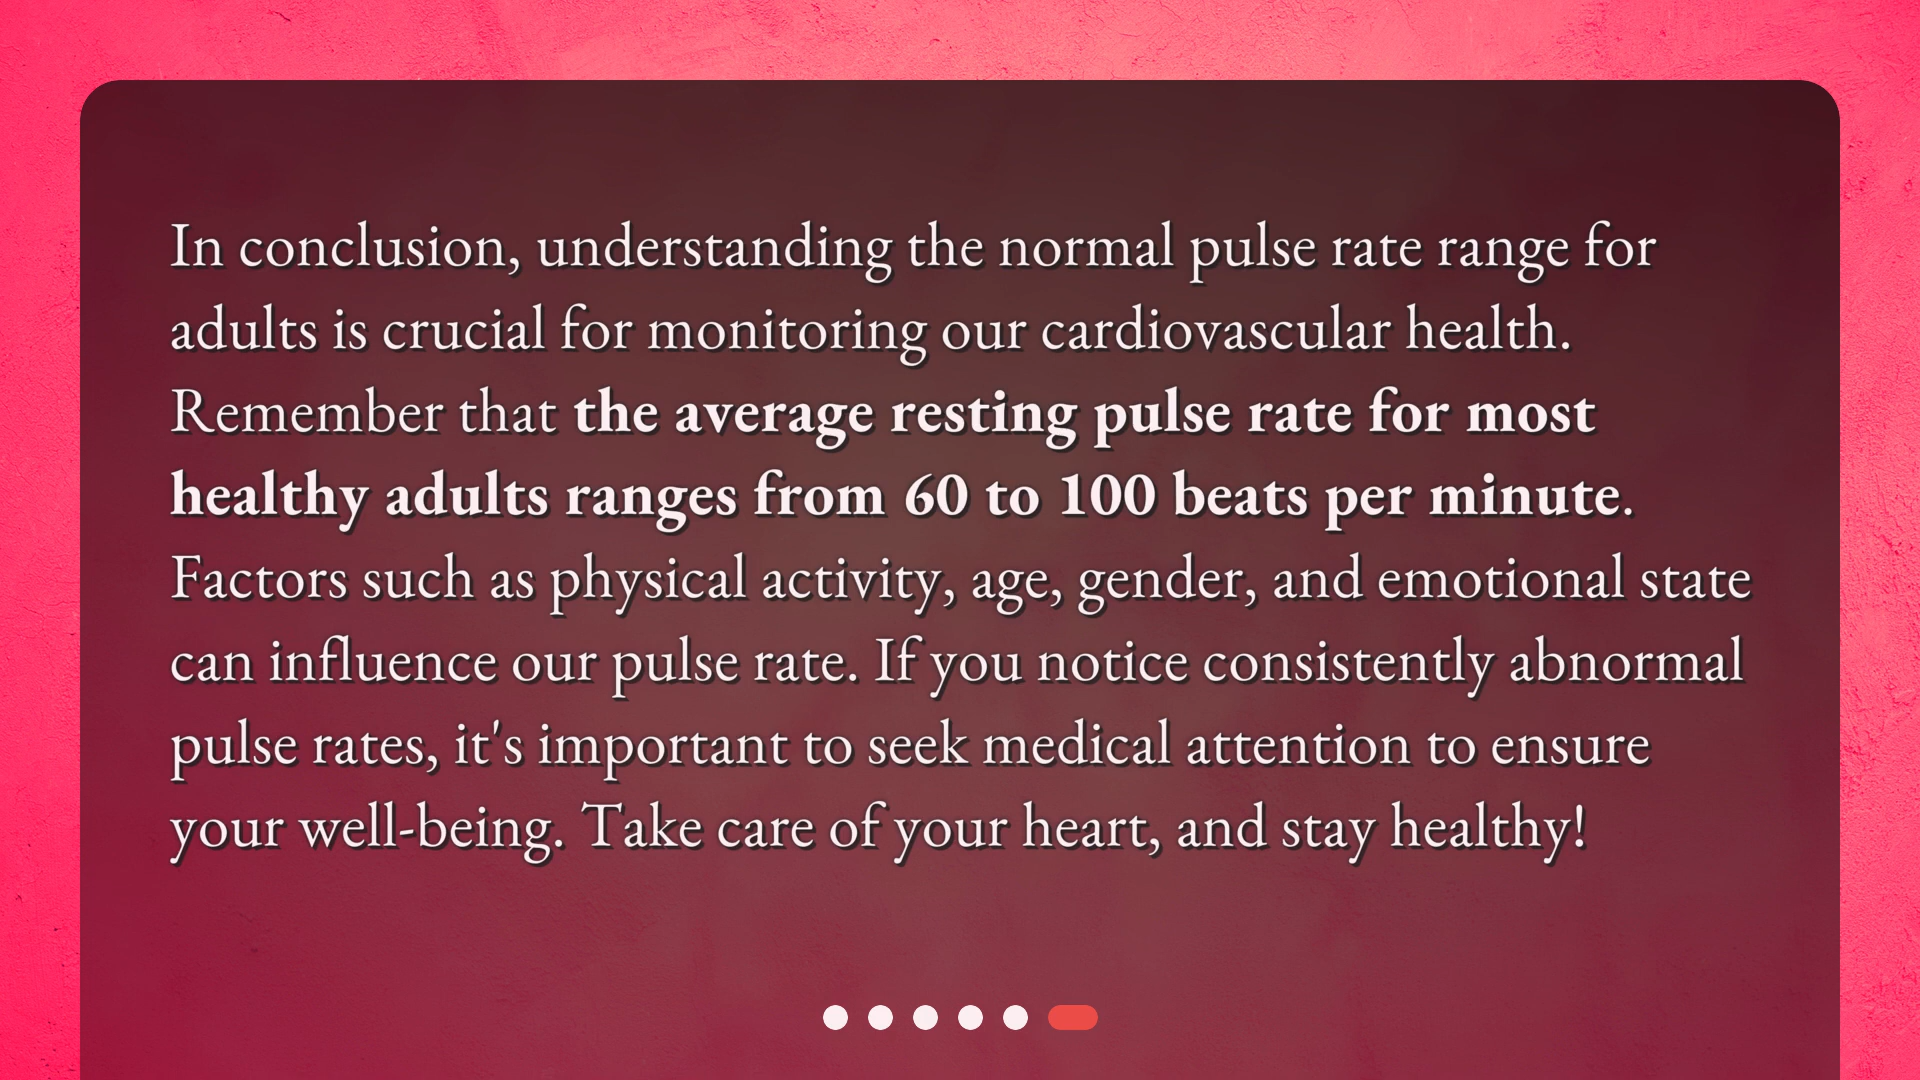 In conclusion, understanding the normal pulse rate range for
adults is crucial for monitoring our cardiovascular health.
Remember that the average resting pulse rate for most
healthy adults ranges from 60 to 100 beats per minute.
Factors such as physical activity, age, gender, and emotional state
can influence our pulse rate. If you notice consistently abnormal
pulse rates, it's important to seek medical attention to ensure
your well-being. Take care of your heart, and stay healthy!